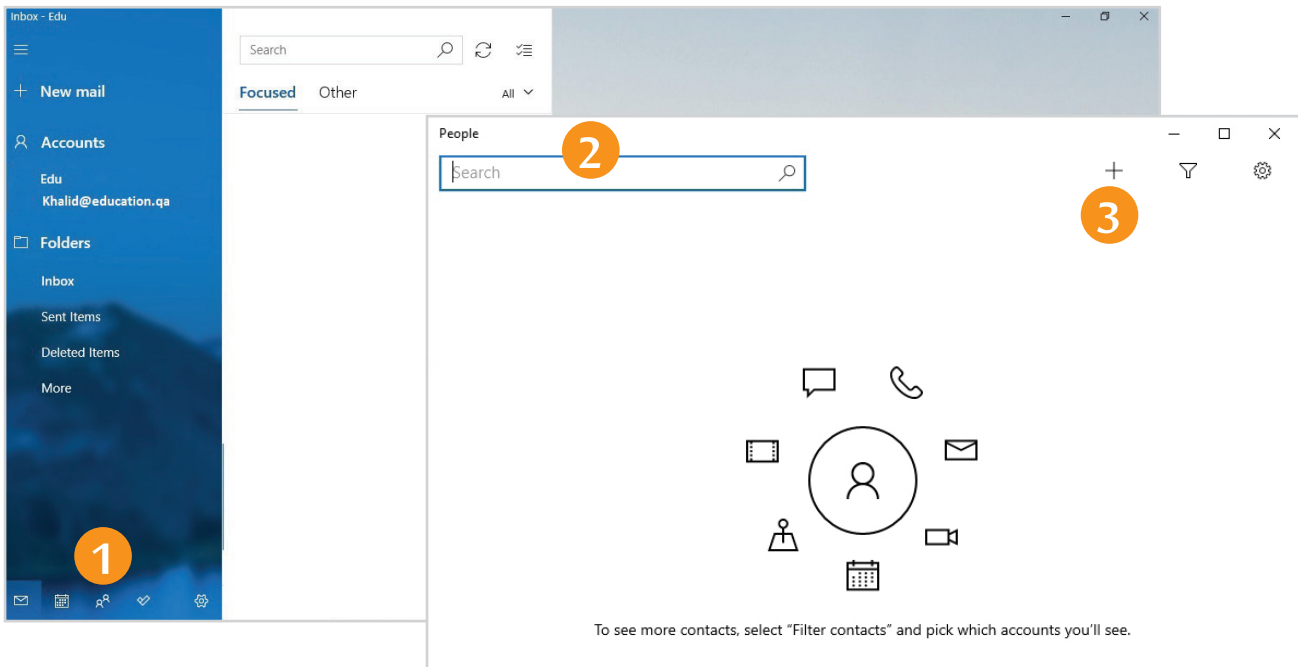 Inbox - Edu
Search
New mail
Focused Other All
Accounts
Edu
Khalid@education.qa
Folders
Inbox
Sent Items
Deleted Items
More
1
People
2
Search
3
To see more contacts, select “Filter contacts” and pick which accounts you’ll see.